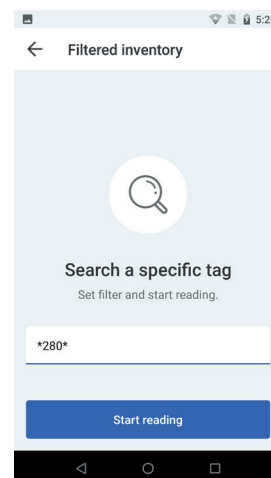 5:2
Filtered inventory
Search a specific tag
Set filter and start reading.
*280*
Start reading